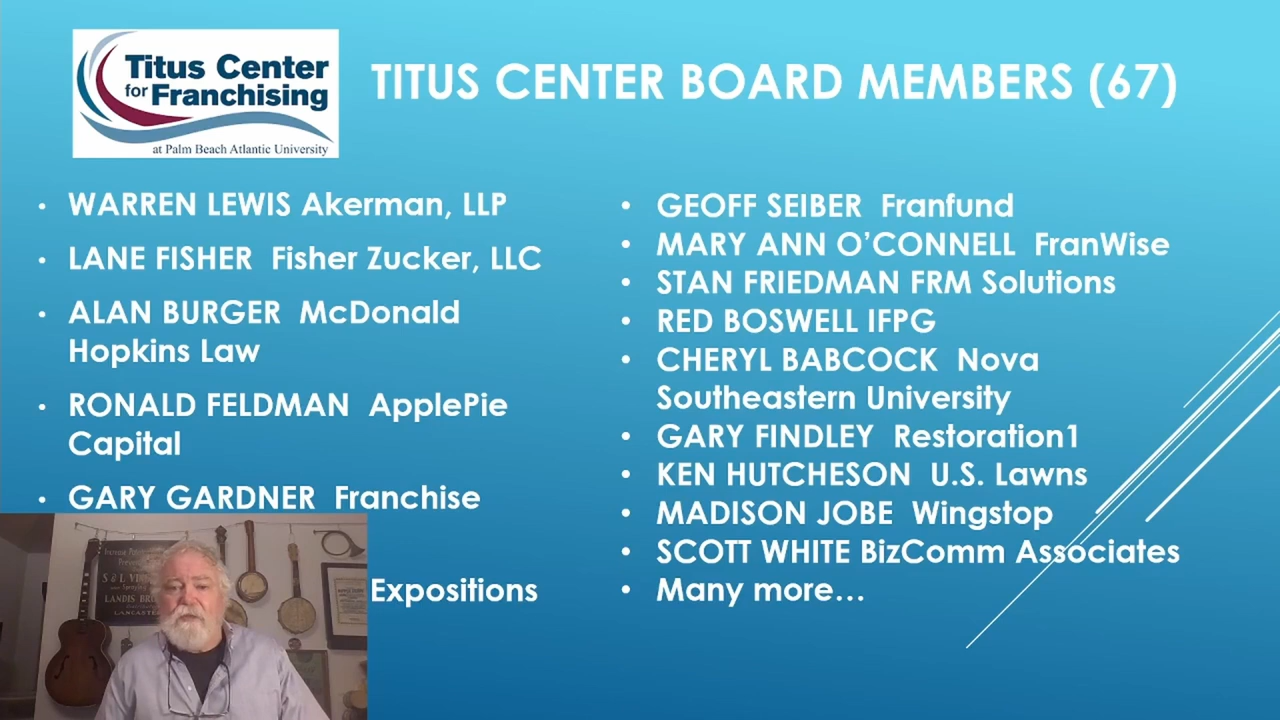 Titus Center
for Franchising
at Palm Beach Atlantic University
TITUS CENTER BOARD MEMBERS (67)
• WARREN LEWIS Akerman, LLP
• LANE FISHER Fisher Zucker, LLC
• ALAN BURGER McDonald
Hopkins Law
• RONALD FELDMAN ApplePie
Capital
• GARY GARDNER Franchise
Expositions
• GEOFF SEIBER Franfund
• MARY ANN O’CONNELL FranWise
• STAN FRIEDMAN FRM Solutions
• RED BOSWELL IFPG
• CHERYL BABCOCK Nova
Southeastern University
• GARY FINDLEY Restoration1
• KEN HUTCHESON U.S. Lawns
• MADISON JOBE Wingstop
• SCOTT WHITE BizComm Associates
• Many more…
S & L
LANDIS
LANCASTER